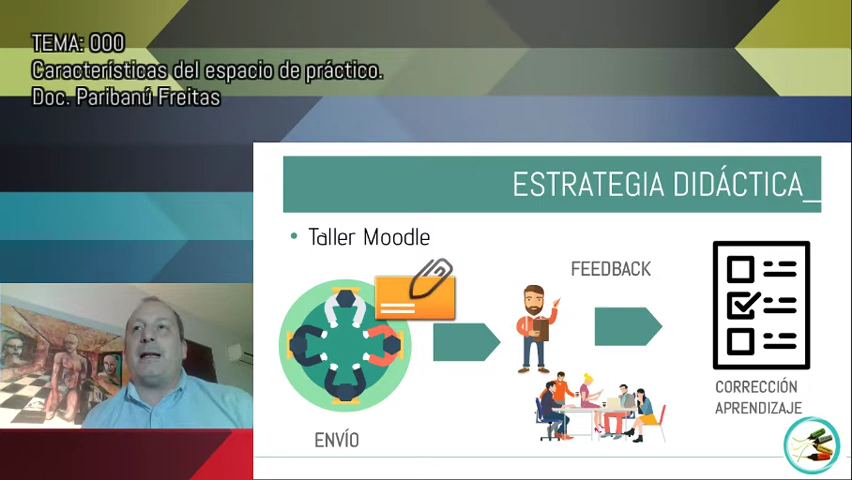 TEMA: 000
Características del espacio de práctico.
Doc. Paribanú Freitas
ESTRATEGIA DIDÁCTICA_
• Taller Moodle
FEEDBACK
CORRECCIÓN
APRENDIZAJE
ENVÍO